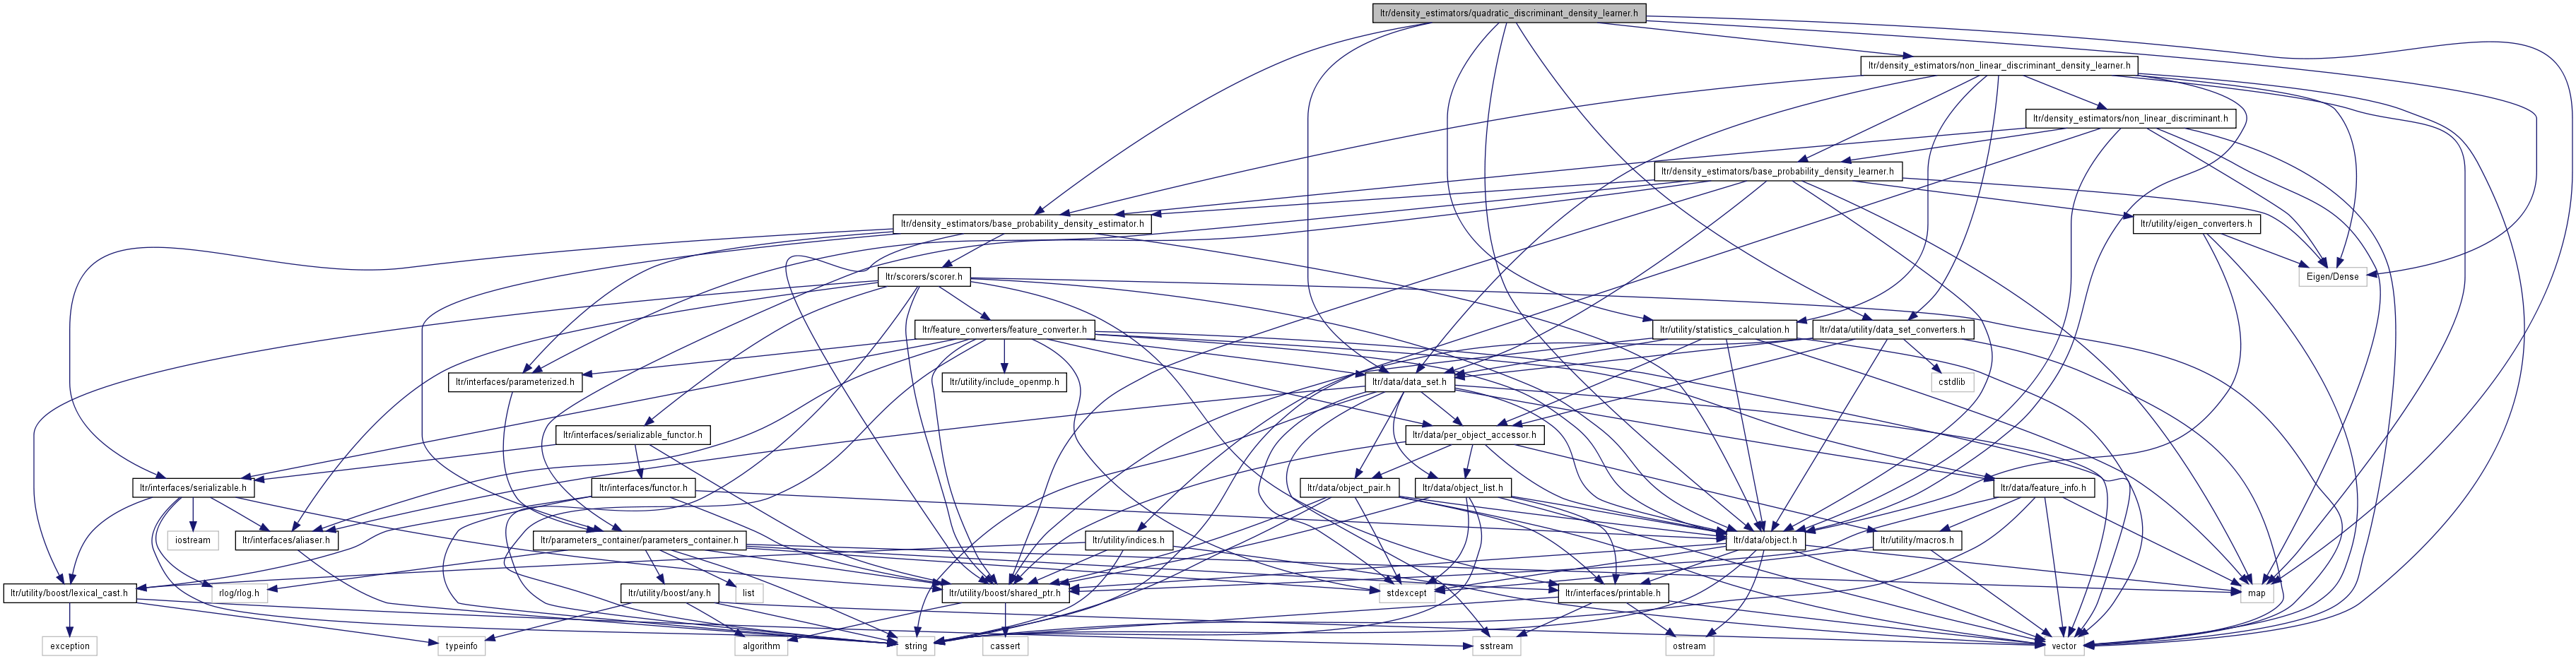 ltr/density_estimators/quadratic_discriminant_density_learner.h
ltr/density_estimators/non_linear_discriminant_density_learner.h
ltr/density_estimators/non_linear_discriminant.h
ltr/density_estimators/base_probability_density_learner.h
ltr/density_estimators/base_probability_density_estimator.h
ltr/utility/eigen_converters.h
ltr/scorers/scorer.h
Eigen/Dense
ltr/feature_converters/feature_converter.h
ltr/utility/statistics_calculation.h
ltr/data/utility/data_set_converters.h
ltr/interfaces/parameterized.h
ltr/utility/include_openmp.h
ltr/data/data_set.h
cstdlib
ltr/interfaces/serializable_functor.h
ltr/data/per_object_accessor.h
ltr/interfaces/serializable.h
ltr/interfaces/functor.h
ltr/data/object_pair.h
ltr/data/object_list.h
ltr/data/feature_info.h
iostream
ltr/interfaces/aliaser.h
ltr/parameters_container/parameters_container.h
ltr/utility/indices.h
ltr/data/object.h
ltr/utility/macros.h
ltr/utility/boost/lexical_cast.h
rlog/rlog.h
ltr/utility/boost/any.h
list
ltr/utility/boost/shared_ptr.h
stdexcept
ltr/interfaces/printable.h
map
exception
typeinfo
algorithm
string
cassert
sstream
ostream
vector